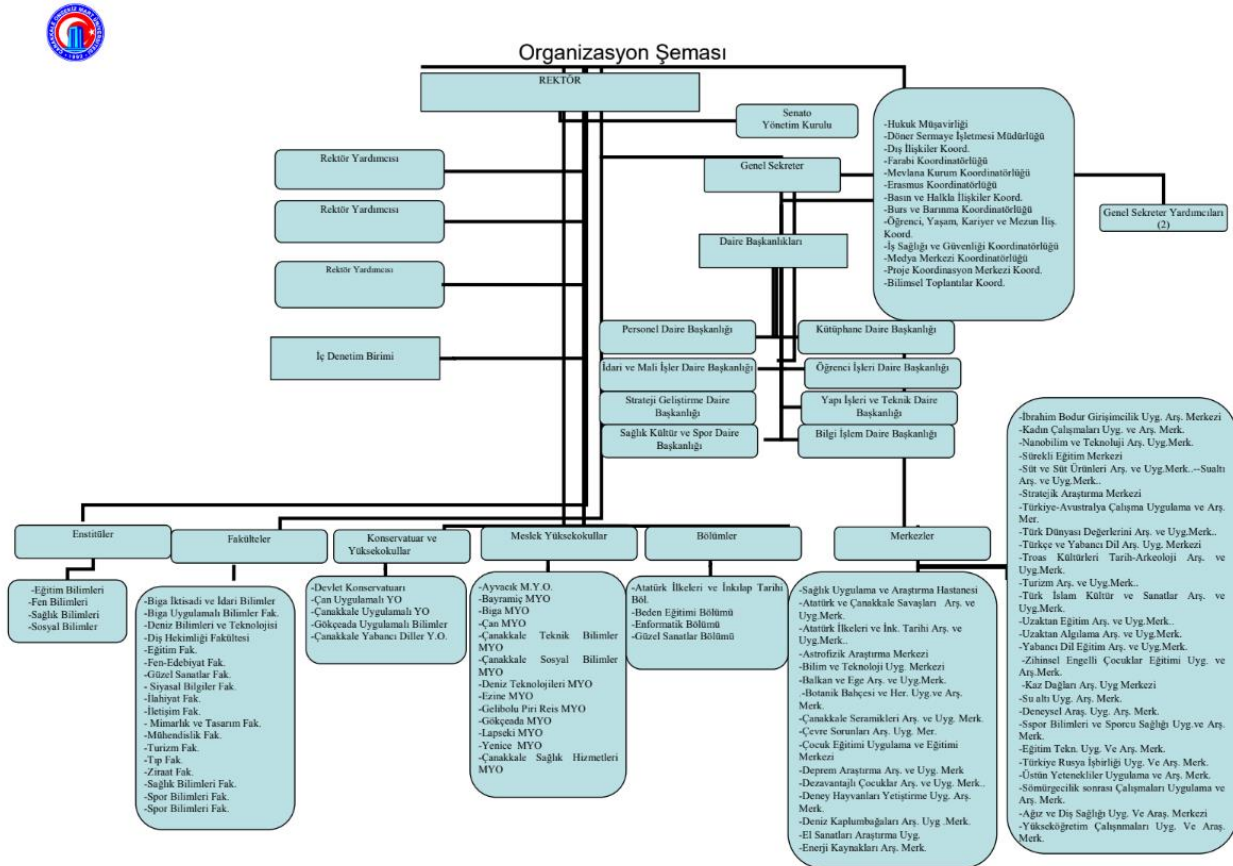 Organizasyon Şeması
REKTÖR
Senato
Yönetim Kurulu
Rektör Yardımcısı
Rektör Yardımcısı
Rektör Yardımcısı
İç Denetim Birimi
Genel Sekreter
Daire Başkanlıkları
-Hukuk Müşavirliği
-Döner Sermaye İşletmesi Müdürlüğü
-Dış İlişkiler Koord.
-Farabi Koordinatörlüğü
-Mevlana Kurum Koordinatörlüğü
-Erasmus Koordinatörlüğü
-Basın ve Halkla İlişkiler Koord.
-Burs ve Barınma Koordinatörlüğü
-Öğrenci, Yaşam, Kariyer ve Mezun İliş.
Koord.
-İş Sağlığı ve Güvenliği Koordinatörlüğü
-Medya Merkezi Koordinatörlüğü
-Proje Koordinasyon Merkezi Koord.
-Bilimsel Toplantılar Koord.
Genel Sekreter Yardımcıları
(2)
Personel Daire Başkanlığı
Kütüphane Daire Başkanlığı
İdari ve Mali İşler Daire Başkanlığı
Öğrenci İşleri Daire Başkanlığı
Strateji Geliştirme Daire
Başkanlığı
Yapı İşleri ve Teknik Daire
Başkanlığı
Sağlık Kültür ve Spor Daire
Başkanlığı
Bilgi İşlem Daire Başkanlığı
Enstitüler
-Eğitim Bilimleri
-Fen Bilimleri
-Sağlık Bilimleri
-Sosyal Bilimler
Fakülteler
-Biga İktisadi ve İdari Bilimler
-Biga Uygulamalı Bilimler Fak.
-Deniz Bilimleri ve Teknolojisi
-Diş Hekimliği Fakültesi
-Eğitim Fak.
-Fen-Edebiyat Fak.
-Güzel Sanatlar Fak.
- Siyasal Bilgiler Fak.
-İlahiyat Fak.
-İletişim Fak.
- Mimarlık ve Tasarım Fak.
-Mühendislik Fak.
-Turizm Fak.
-Tıp Fak.
-Ziraat Fak.
-Sağlık Bilimleri Fak.
-Spor Bilimleri Fak.
-Spor Bilimleri Fak.
Konservatuar ve
Yüksekokullar
-Devlet Konservatuarı
-Çan Uygulamalı YO
-Çanakkale Uygulamalı YO
-Gökçeada Uygulamalı Bilimler
-Çanakkale Yabancı Diller Y.O.
Meslek Yüksekokullar
-Ayvacık M.Y.O.
-Bayramiç MYO
-Biga MYO
-Çan MYO
-Çanakkale Teknik Bilimler
MYO
-Çanakkale Sosyal Bilimler
MYO
-Deniz Teknolojileri MYO
-Ezine MYO
-Gelibolu Piri Reis MYO
-Gökçeada MYO
-Lapseki MYO
-Yenice MYO
-Çanakkale Sağlık Hizmetleri
MYO
Bölümler
-Atatürk İlkeleri ve İnkılap Tarihi
Böl.
-Beden Eğitimi Bölümü
-Enformatik Bölümü
-Güzel Sanatlar Bölümü
Merkezler
-Sağlık Uygulama ve Araştırma Hastanesi
-Atatürk ve Çanakkale Savaşları Arş. ve
Uyg.Merk.
-Atatürk İlkeleri ve İnk. Tarihi Arş. ve
Uyg.Merk..
-Astrofizik Araştırma Merkezi
-Bilim ve Teknoloji Uyg. Merkezi
-Balkan ve Ege Arş. ve Uyg.Merk.
.-Botanik Bahçesi ve Her. Uyg.ve Arş.
Merk.
-Çanakkale Seramikleri Arş. ve Uyg. Merk.
-Çevre Sorunları Arş. Uyg. Mer.
-Çocuk Eğitimi Uygulama ve Eğitimi
Merkezi
-Deprem Araştırma Arş. ve Uyg. Merk
-Dezavantajlı Çocuklar Arş. ve Uyg. Merk..
-Deney Hayvanları Yetiştirme Uyg. Arş.
Merk.
-Deniz Kaplumbağaları Arş. Uyg .Merk.
-El Sanatları Araştırma Uyg.
-Enerji Kaynakları Arş. Merk.
-İbrahim Bodur Girişimcilik Uyg. Arş. Merkezi
-Kadın Çalışmaları Uyg. ve Arş. Merk.
-Nanobilim ve Teknoluji Arş. Uyg.Merk.
-Sürekli Eğitim Merkezi
-Süt ve Süt Ürünleri Arş. ve Uyg.Merk..--Sualtı
Arş. ve Uyg.Merk..
-Stratejik Araştırma Merkezi
-Türkiye-Avustralya Çalışma Uygulama ve Arş.
Mer.
-Türk Dünyası Değerlerini Arş. ve Uyg.Merk..
-Türkçe ve Yabancı Dil Arş. Uyg. Merkezi
-Troas Kültürleri Tarih-Arkeoloji Arş. ve
Uyg.Merk.
-Turizm Arş. ve Uyg.Merk..
-Türk İslam Kültür ve Sanatlar Arş. ve
Uyg.Merk.
-Uzaktan Eğitim Arş. ve Uyg.Merk..
-Uzaktan Algılama Arş. ve Uyg.Merk.
-Yabancı Dil Eğitim Arş. ve Uyg.Merk.
-Zihinsel Engelli Çocuklar Eğitimi Uyg. ve
Arş.Merk.
-Kaz Dağları Arş. Uyg Merkezi
-Su altı Uyg. Arş. Merk.
-Deneysel Araş. Uyg. Arş. Merk.
-Sspor Bilimleri ve Sporcu Sağlığı Uyg.ve Arş.
Merk.
-Eğitim Tekn. Uyg. Ve Arş. Merk.
-Türkiye Rusya İşbirliği Uyg. Ve Arş. Merk.
-Üstün Yetenekliler Uygulama ve Arş. Merk.
-Sömürgecilik sonrası Çalışmaları Uygulama ve
Arş. Merk.
-Ağız ve Diş Sağlığı Uyg. Ve Araş. Merkezi
-Yükseköğretim Çalışnmaları Uyg. Ve Araş.
Merk.